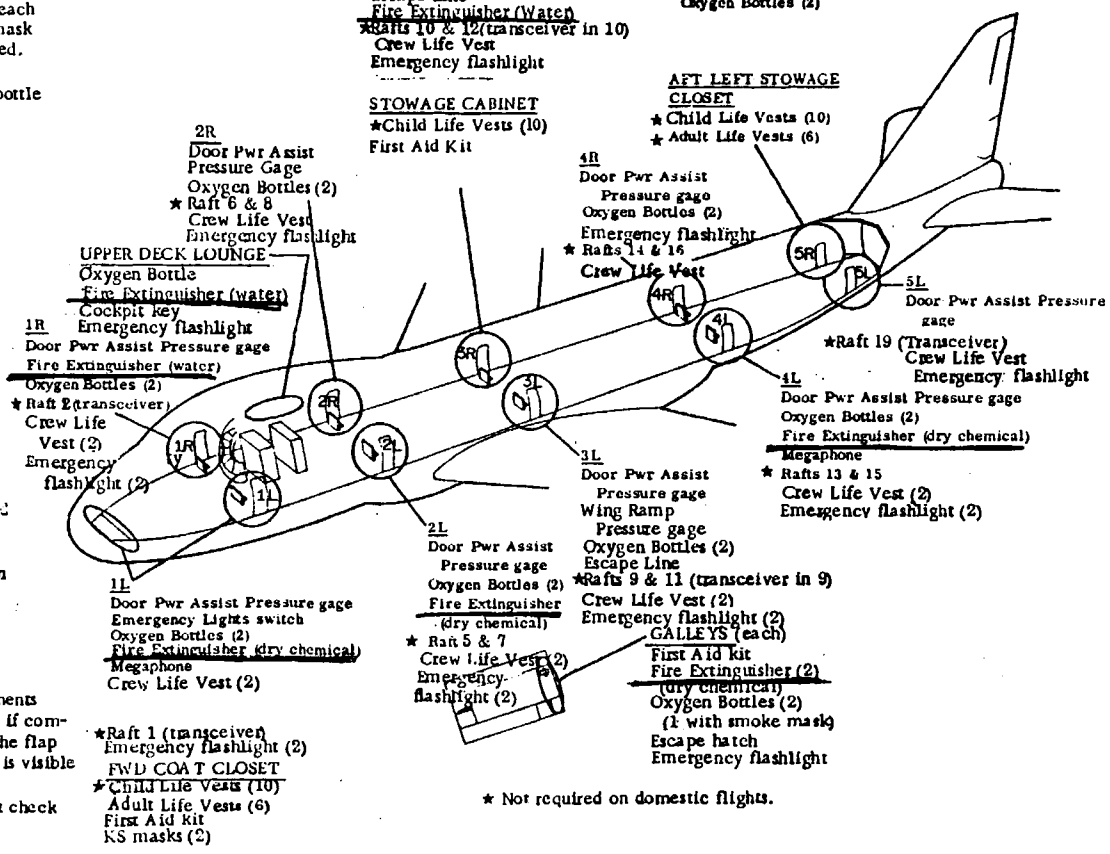 each
mask
ed.
bottle
Fire Extinguisher (Water)
★Rafts 10 & 12(transceiver in 10)
Crew Life Vest
Emergency flashlight
Oxygen Bottles (2)
STOWAGE CABINET
★Child Life Vests (10)
First Aid Kit
AFT LEFT STOWAGE
CLOSET
★ Child Life Vests (10)
★ Adult Life Vests (6)
2R
Door Pwr Assist
Pressure Gage
Oxygen Bottles (2)
★ Raft 6 & 8
Crew Life Vest
Emergency flashlight
4R
Door Pwr Assist
Pressure gage
Oxygen Bottles (2)
Emergency flashlight
★ Rafts 14 & 16
Crew Life Vest
UPPER DECK LOUNGE
Oxygen Bottle
Fire Extinguisher (water)
Cockpit key
Emergency flashlight
1R
Door Pwr Assist Pressure gage
Fire Extinguisher (water)
Oxygen Bottles (2)
★ Raft 2(transceiver)
Crew Life
Vest (2)
Emergency
flashlight (2)
5R
5L
4R
4L
3R
3L
2R
2L
1R
1L
5L
Door Pwr Assist Pressure
gage
★Raft 19 (Transceiver)
Crew Life Vest
Emergency flashlight
4L
Door Pwr Assist Pressure gage
Oxygen Bottles (2)
Fire Extinguisher (dry chemical)
Megaphone
★ Rafts 13 & 15
Crew Life Vest (2)
Emergency flashlight (2)
3L
Door Pwr Assist
Pressure gage
Wing Ramp
Pressure gage
Oxygen Bottles (2)
Escape Line
★Rafts 9 & 11 (transceiver in 9)
Crew Life Vest (2)
Emergency flashlight (2)
2L
Door Pwr Assist
Pressure gage
Oxygen Bottles (2)
Fire Extinguisher
(dry chemical)
★ Raft 5 & 7
Crew Life Vest (2)
Emergency
flashlight (2)
1L
Door Pwr Assist Pressure gage
Emergency Lights switch
Oxygen Bottles (2)
Fire Extinguisher (dry chemical)
Megaphone
Crew Life Vest (2)
★Raft 1 (transceiver)
Emergency flashlight (2)
FWD COAT CLOSET
★Child Life Vests (10)
Adult Life Vests (6)
First Aid Kit
KS masks (2)
GALLEYS (each)
First Aid kit
Fire Extinguisher (2)
(dry chemical)
Oxygen Bottles (2)
(1 with smoke mask)
Escape hatch
Emergency flashlight
if com-
he flap
is visible
t check
★ Not required on domestic flights.